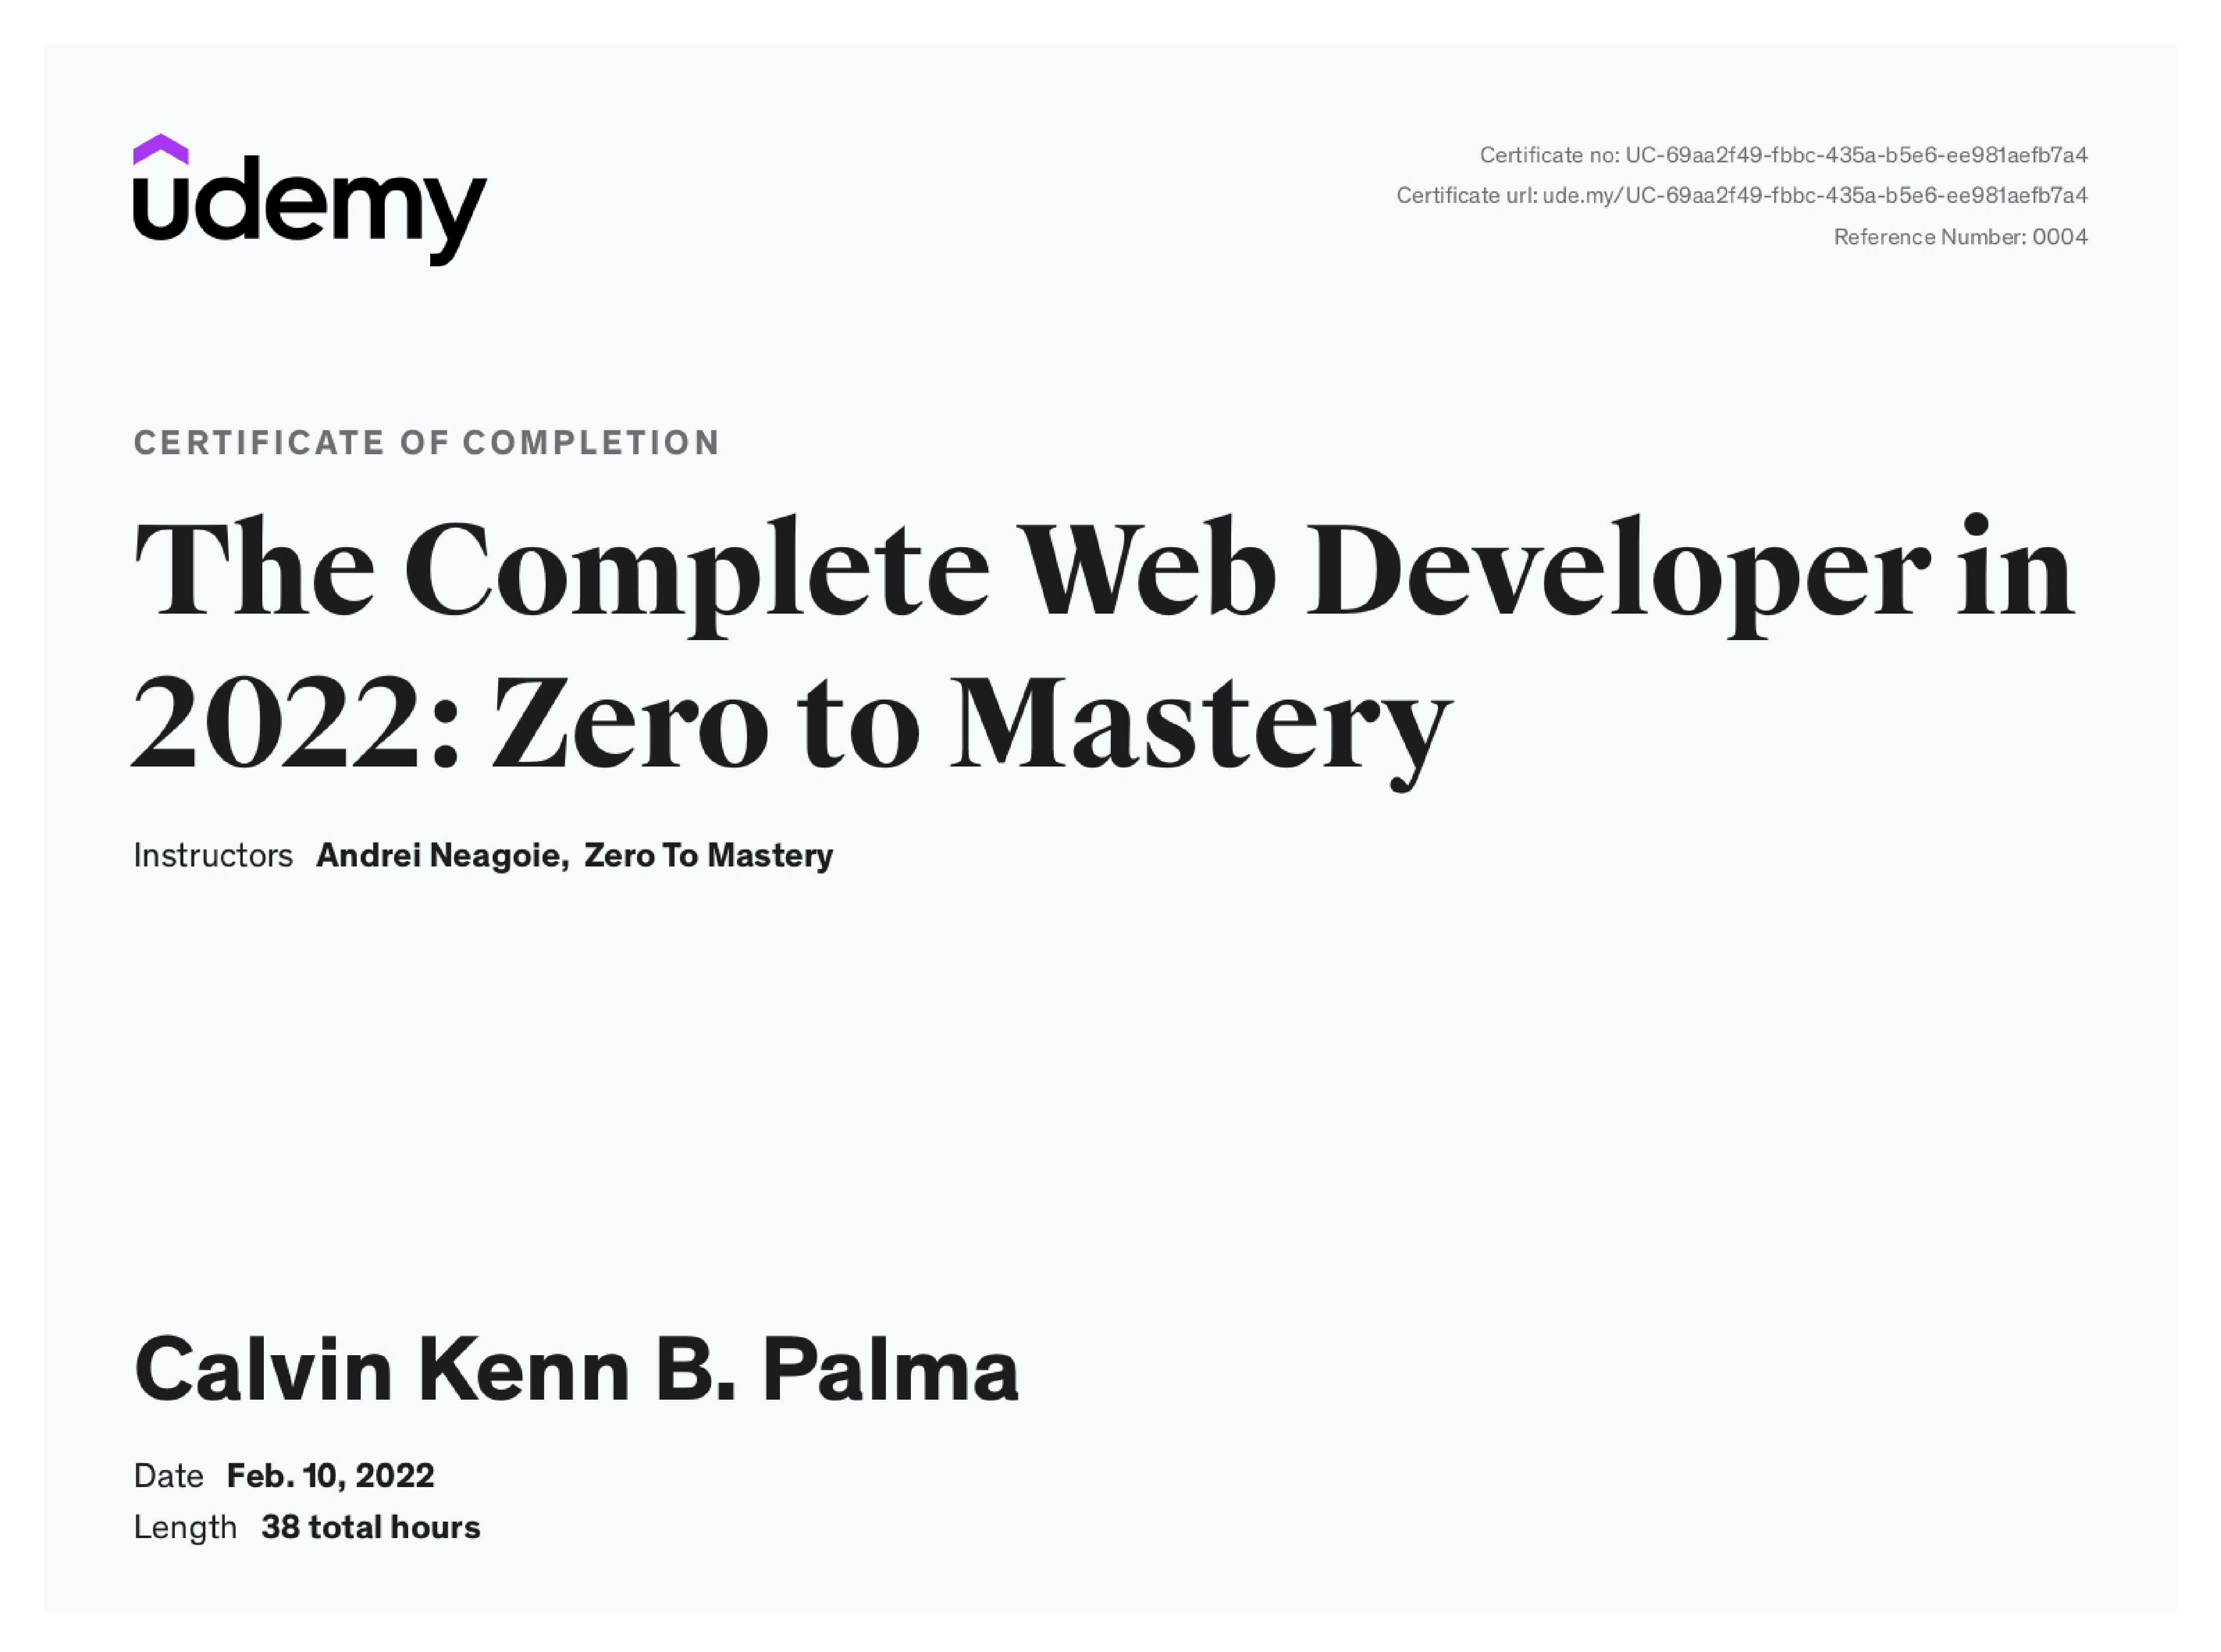 udemy
Certificate no: UC-69aa2f49-fbbc-435a-b5e6-ee981aefb7a4
Certificate url: ude.my/UC-69aa2f49-fbbc-435a-b5e6-ee981aefb7a4
Reference Number: 0004
CERTIFICATE OF COMPLETION
The Complete Web Developer in
2022: Zero to Mastery
Instructors Andrei Neagoie, Zero To Mastery
Calvin Kenn B. Palma
Date Feb. 10, 2022
Length 38 total hours